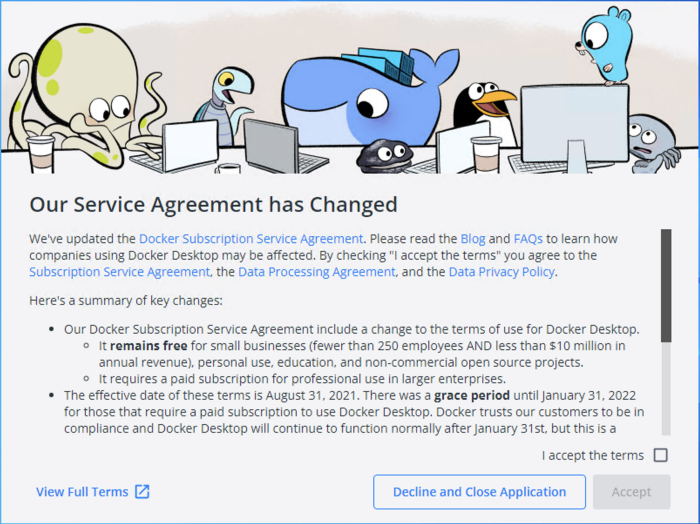 Our Service Agreement has Changed
We've updated the Docker Subscription Service Agreement. Please read the Blog and FAQs to learn how
companies using Docker Desktop may be affected. By checking "I accept the terms" you agree to the
Subscription Service Agreement, the Data Processing Agreement, and the Data Privacy Policy.
Here's a summary of key changes:
• Our Docker Subscription Service Agreement include a change to the terms of use for Docker Desktop.
◦ It remains free for small businesses (fewer than 250 employees AND less than $10 million in
annual revenue), personal use, education, and non-commercial open source projects.
◦ It requires a paid subscription for professional use in larger enterprises.
• The effective date of these terms is August 31, 2021. There was a grace period until January 31, 2022
for those that require a paid subscription to use Docker Desktop. Docker trusts our customers to be in
compliance and Docker Desktop will continue to function normally after January 31st, but this is a
I accept the terms
View Full Terms
Decline and Close Application
Accept